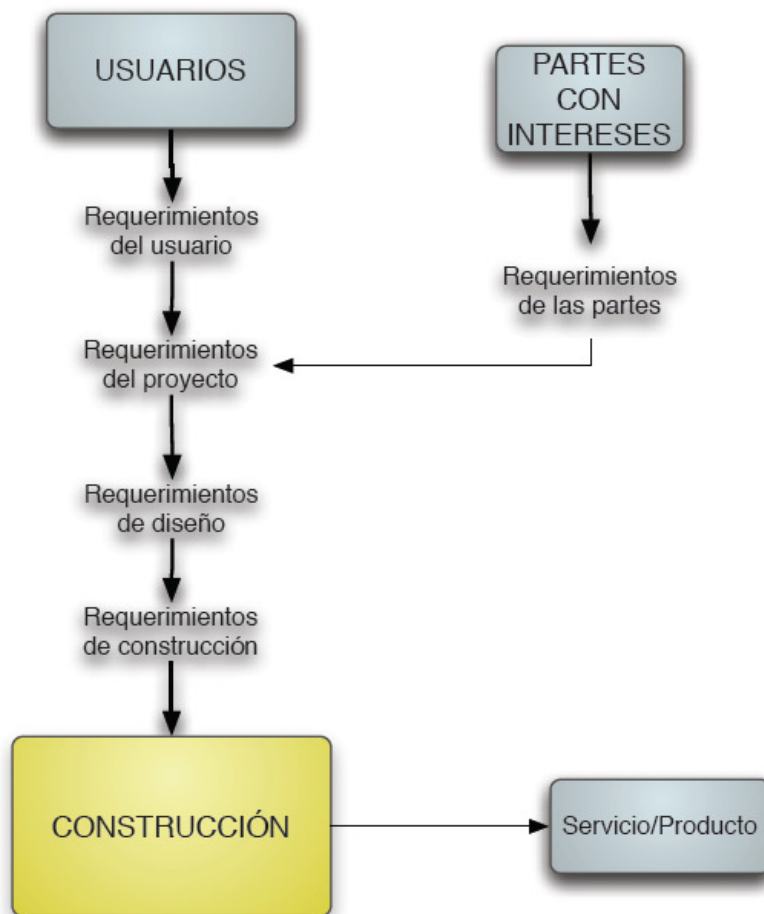 USUARIOS
PARTES
CON
INTERESES
Requerimientos
del usuario
Requerimientos
de las partes
Requerimientos
del proyecto
Requerimientos
de diseño
Requerimientos
de construcción
CONSTRUCCIÓN
Servicio/Producto